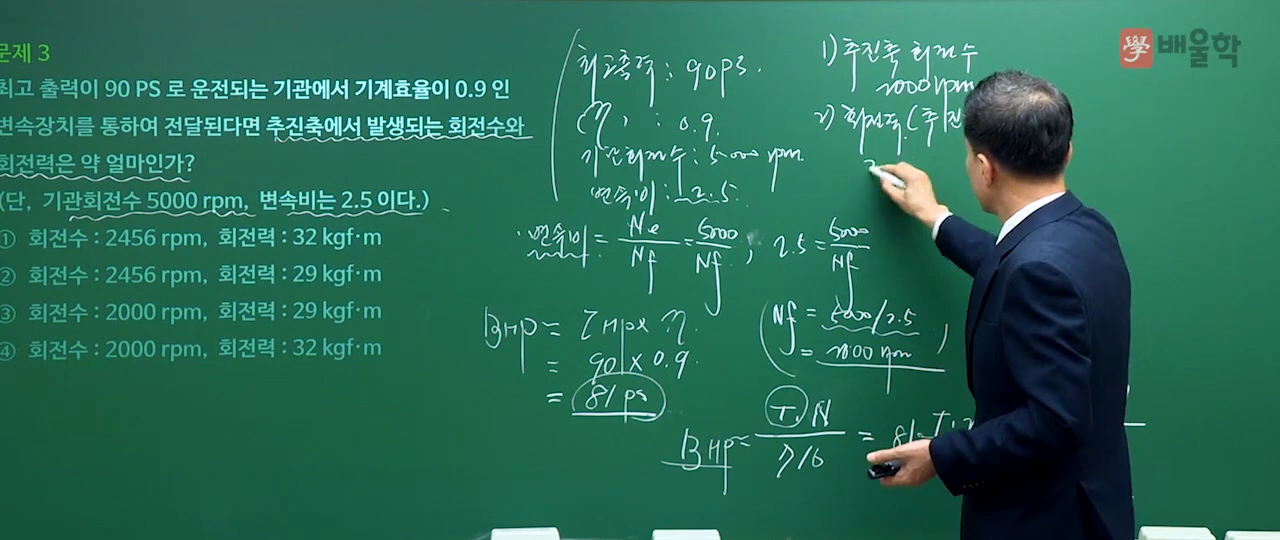 문제 3
최고 출력이 90 PS 로 운전되는 기관에서 기계효율이 0.9 인
변속장치를 통하여 전달된다면 추진축에서 발생되는 회전수와
회전력은 약 얼마인가?
(단, 기관회전수 5000 rpm, 변속비는 2.5 이다.)
① 회전수 : 2456 rpm, 회전력 : 32 kgf·m
② 회전수 : 2456 rpm, 회전력 : 29 kgf·m
③ 회전수 : 2000 rpm, 회전력 : 29 kgf·m
④ 회전수 : 2000 rpm, 회전력 : 32 kgf·m
최고출력 : 90ps.
η : 0.9.
기관회전수 : 5000 rpm
변속비 : 2.5.
변속비 = Ne/Nf = 5000/Nf , 2.5 = 5000/Nf
Nf = 5000/2.5
= 2000 rpm
BHP = IHP × η.
= 90 × 0.9.
= 81 ps
BHP = T.N/716 = 81
1) 추진축 회전수
2000 rpm
2) 회전력 (추진
學 배울학